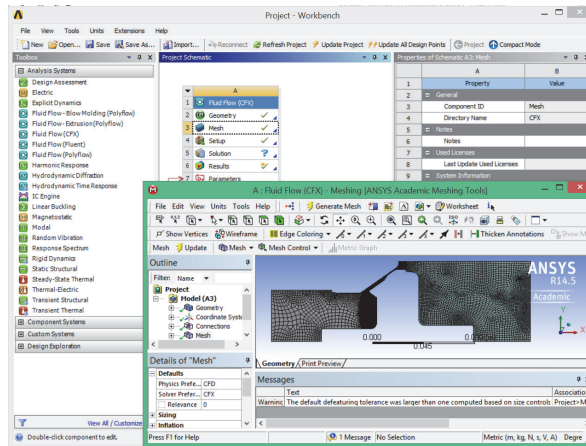 Project - Workbench
File View Tools Units Extensions Help
New Open... Save Save As... Import... Reconnect Refresh Project Update Project Update All Design Points Project Compact Mode
Toolbox
Analysis Systems
Design Assessment
Electric
Explicit Dynamics
Fluid Flow - Blow Molding (Polyflow)
Fluid Flow - Extrusion (Polyflow)
Fluid Flow (CFX)
Fluid Flow (Fluent)
Fluid Flow (Polyflow)
Harmonic Response
Hydrodynamic Diffraction
Hydrodynamic Time Response
IC Engine
Linear Buckling
Magnetostatic
Modal
Random Vibration
Response Spectrum
Rigid Dynamics
Static Structural
Steady-State Thermal
Thermal-Electric
Transient Structural
Transient Thermal
Component Systems
Custom Systems
Design Exploration
View All / Customize
Double-click component to edit.
Project Schematic
A
1 Fluid Flow (CFX)
2 Geometry
3 Mesh
4 Setup
5 Solution
6 Results
7 Parameters
Properties of Schematic A3: Mesh
A B
1 Property Value
2 General
3 Component ID Mesh
4 Directory Name CFX
5 Notes
6 Notes
7 Used Licenses
8 Last Update Used Licenses
9 System Information
A : Fluid Flow (CFX) - Meshing [ANSYS Academic Meshing Tools]
File Edit View Units Tools Help Generate Mesh Worksheet
Show Vertices Wireframe Edge Coloring Thicken Annotations Show M
Mesh Update Mesh Mesh Control Metric Graph
Outline
Filter: Name
Project
Model (A3)
Geometry
Coordinate Syste
Connections
Mesh
Details of "Mesh"
Defaults
Physics Prefe... CFD
Solver Prefer... CFX
Relevance 0
Sizing
Inflation
ANSYS
R14.5
Academic
Y
Z
0.000
0.045
Geometry Print Preview
Messages
Text Association
Warning The default defeaturing tolerance was larger than one computed based on size controls Project>M
Press F1 for Help 1 Message No Selection Metric (m, kg, N, s, V, A) Degre